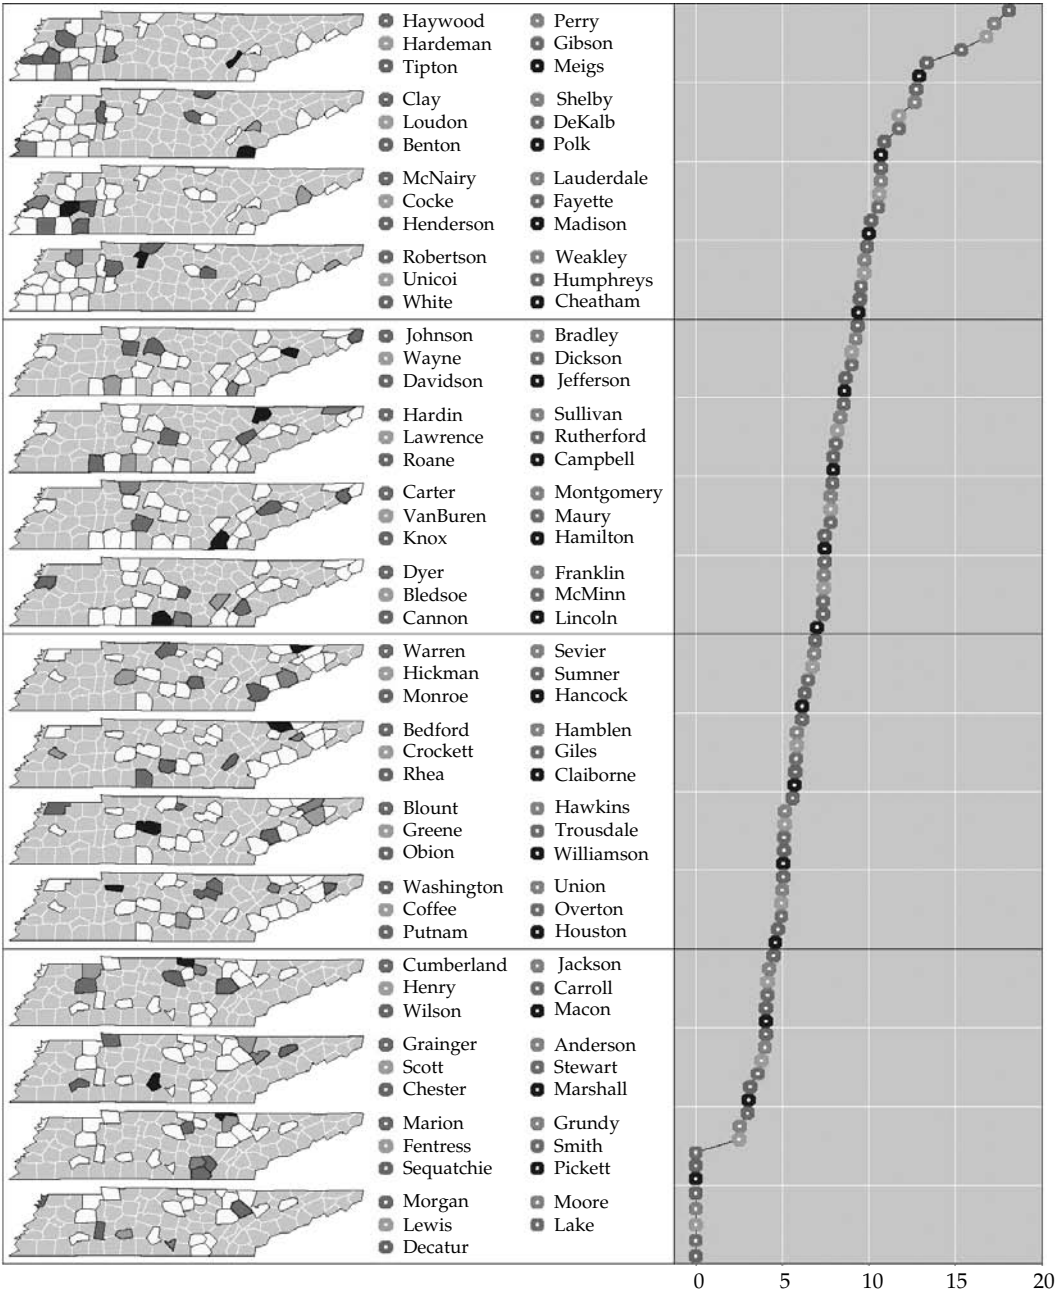 Haywood Perry
Hardeman Gibson
Tipton Meigs
Clay Shelby
Loudon DeKalb
Benton Polk
McNairy Lauderdale
Cocke Fayette
Henderson Madison
Robertson Weakley
Unicoi Humphreys
White Cheatham
Johnson Bradley
Wayne Dickson
Davidson Jefferson
Hardin Sullivan
Lawrence Rutherford
Roane Campbell
Carter Montgomery
VanBuren Maury
Knox Hamilton
Dyer Franklin
Bledsoe McMinn
Cannon Lincoln
Warren Sevier
Hickman Sumner
Monroe Hancock
Bedford Hamblen
Crockett Giles
Rhea Claiborne
Blount Hawkins
Greene Trousdale
Obion Williamson
Washington Union
Coffee Overton
Putnam Houston
Cumberland Jackson
Henry Carroll
Wilson Macon
Grainger Anderson
Scott Stewart
Chester Marshall
Marion Grundy
Fentress Smith
Sequatchie Pickett
Morgan Moore
Lewis Lake
Decatur
0 5 10 15 20